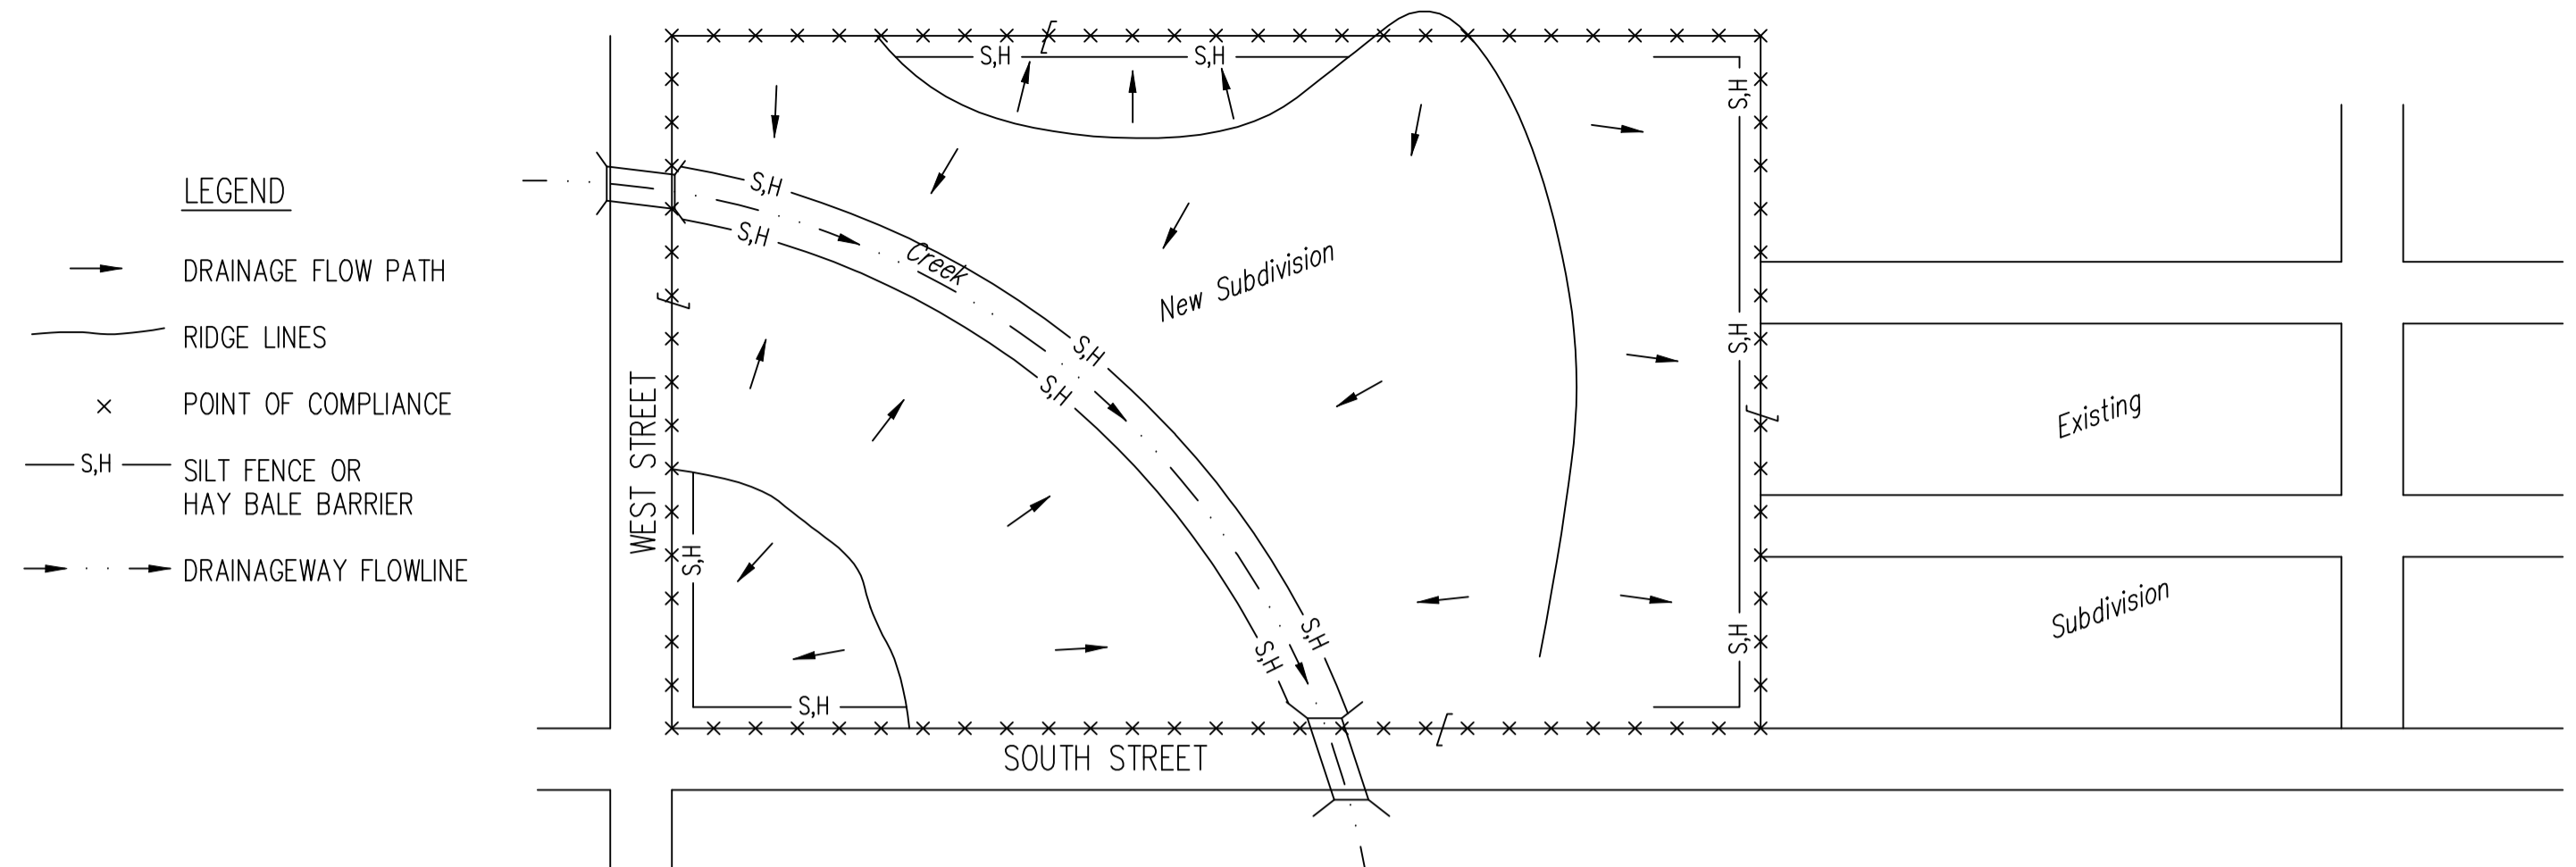 LEGEND
DRAINAGE FLOW PATH
RIDGE LINES
POINT OF COMPLIANCE
S,H
SILT FENCE OR
HAY BALE BARRIER
DRAINAGEWAY FLOWLINE
S,H
S,H
S,H
S,H
S,H
Creek
New Subdivision
S,H
S,H
S,H
WEST STREET
S,H
S,H
S,H
S,H
S,H
S,H
SOUTH STREET
Existing
Subdivision